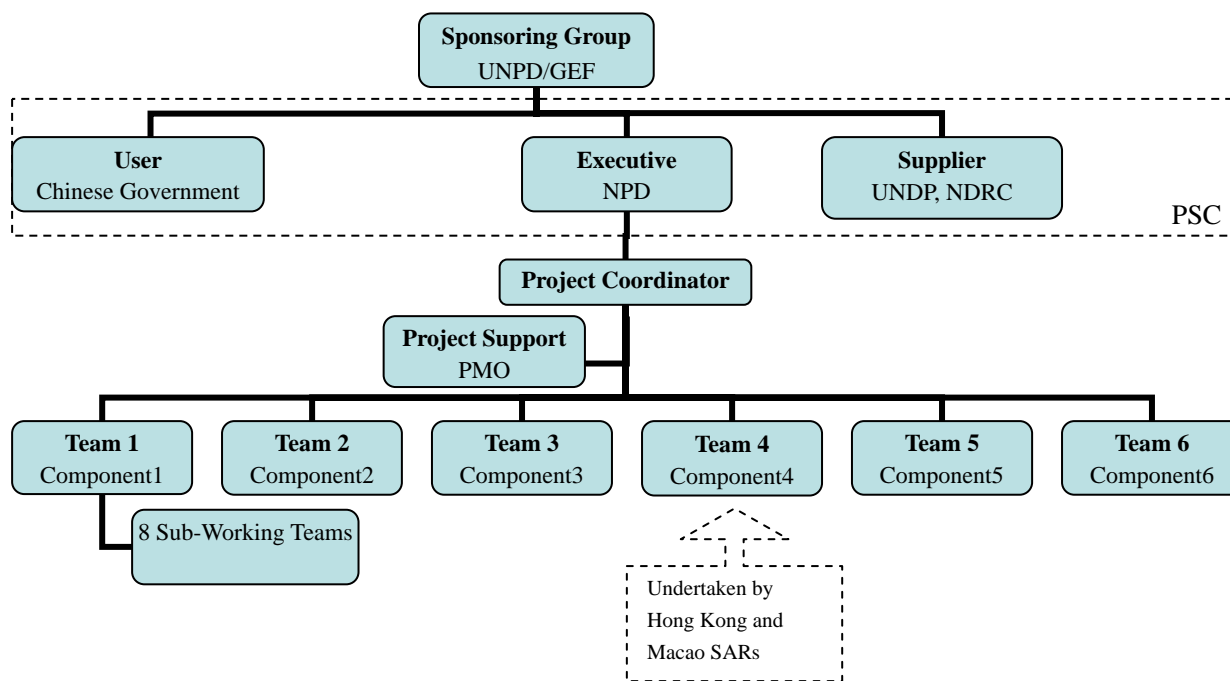 Sponsoring Group
UNPD/GEF
User
Chinese Government
Executive
NPD
Supplier
UNDP, NDRC
PSC
Project Coordinator
Project Support
PMO
Team 1
Component1
Team 2
Component2
Team 3
Component3
Team 4
Component4
Team 5
Component5
Team 6
Component6
8 Sub-Working Teams
Undertaken by
Hong Kong and
Macao SARs